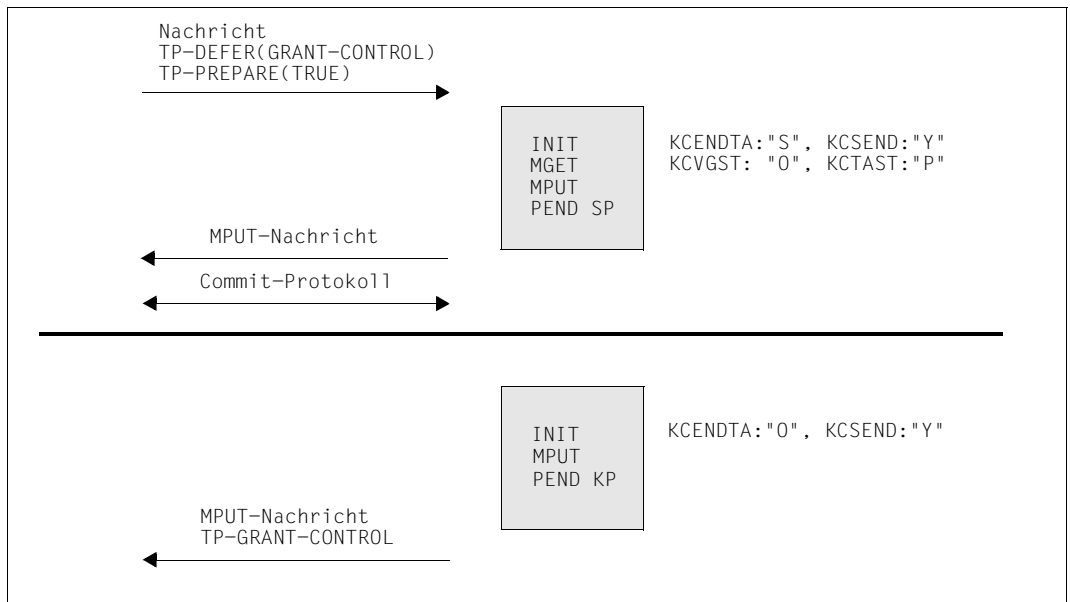 Nachricht
TP-DEFER(GRANT-CONTROL)
TP-PREPARE(TRUE)
INIT
MGET
MPUT
PEND SP
KCENDTA:"S", KCSEND:"Y"
KCVGST: "O", KCTAST:"P"
MPUT-Nachricht
Commit-Protokoll
INIT
MPUT
PEND KP
KCENDTA:"O", KCSEND:"Y"
MPUT-Nachricht
TP-GRANT-CONTROL